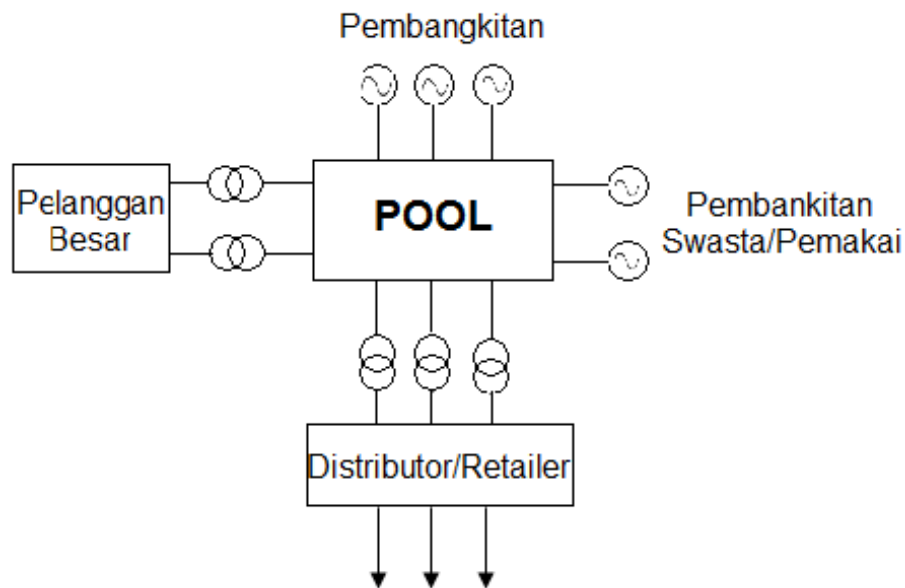 Pembangkitan
Pelanggan
Besar
POOL
Pembankitan
Swasta/Pemakai
Distributor/Retailer